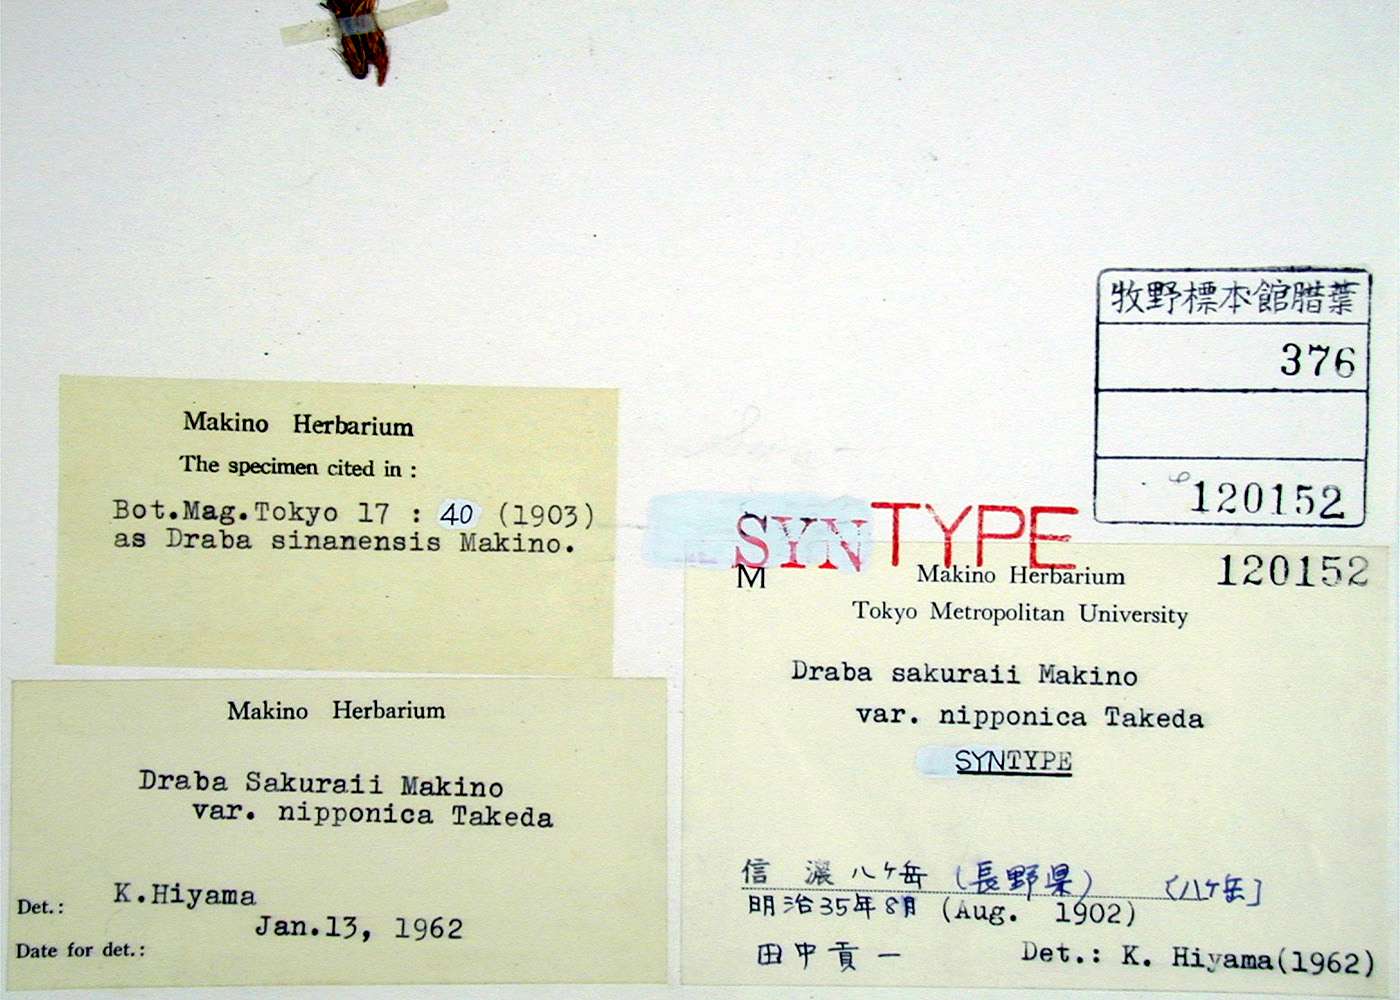 牧野標本館腊葉
376
120152
Makino Herbarium
The specimen cited in :
Bot.Mag.Tokyo 17 : 40 (1903)
as Draba sinanensis Makino.
SYNTYPE
M
Makino Herbarium
120152
Tokyo Metropolitan University
Draba sakuraii Makino
var. nipponica Takeda
SYNTYPE
信 濃 八ケ岳 (長野県) [八ケ岳]
明治35年8月 (Aug. 1902)
田中貢一 Det.: K. Hiyama(1962)
Makino Herbarium
Draba Sakuraii Makino
var. nipponica Takeda
Det.: K.Hiyama
Jan.13, 1962
Date for det.: